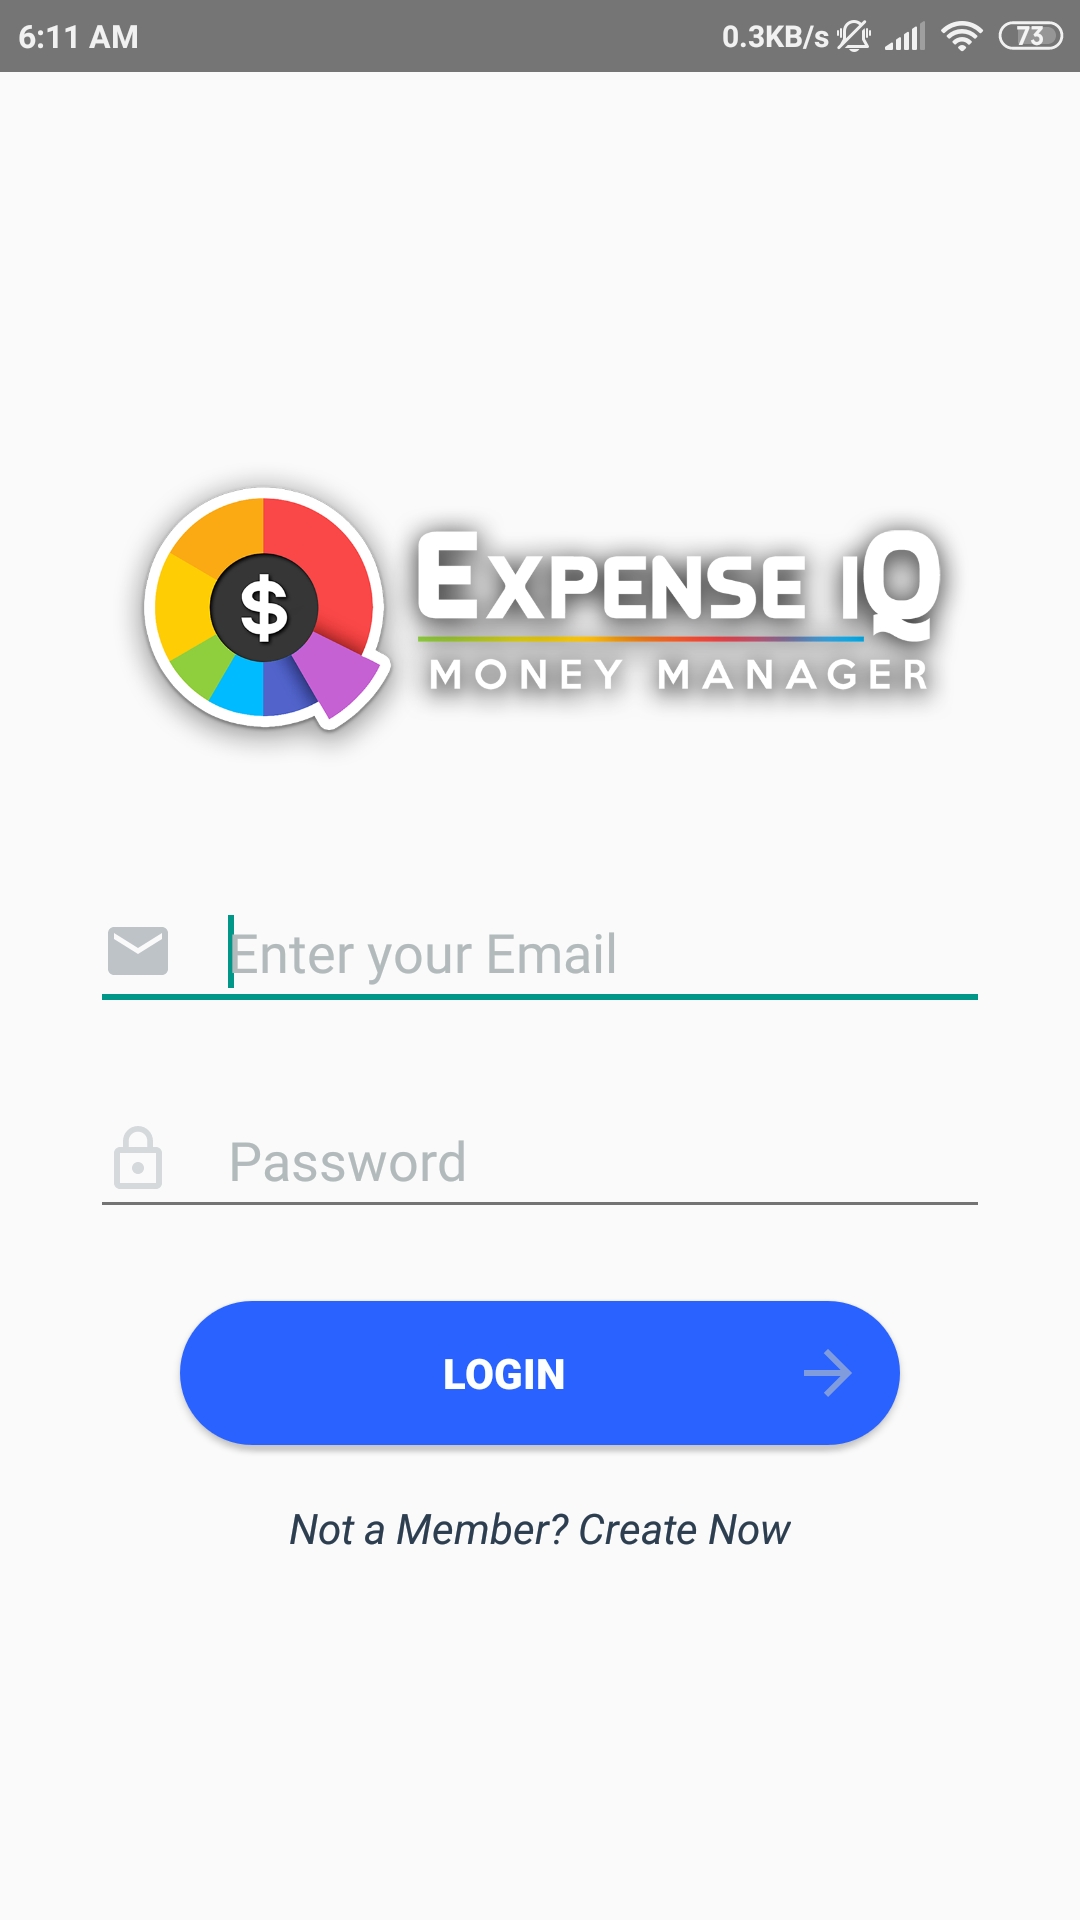 6:11 AM 0.3KB/s 73
$
EXPENSE IQ
MONEY MANAGER
Enter your Email
Password
LOGIN
Not a Member? Create Now